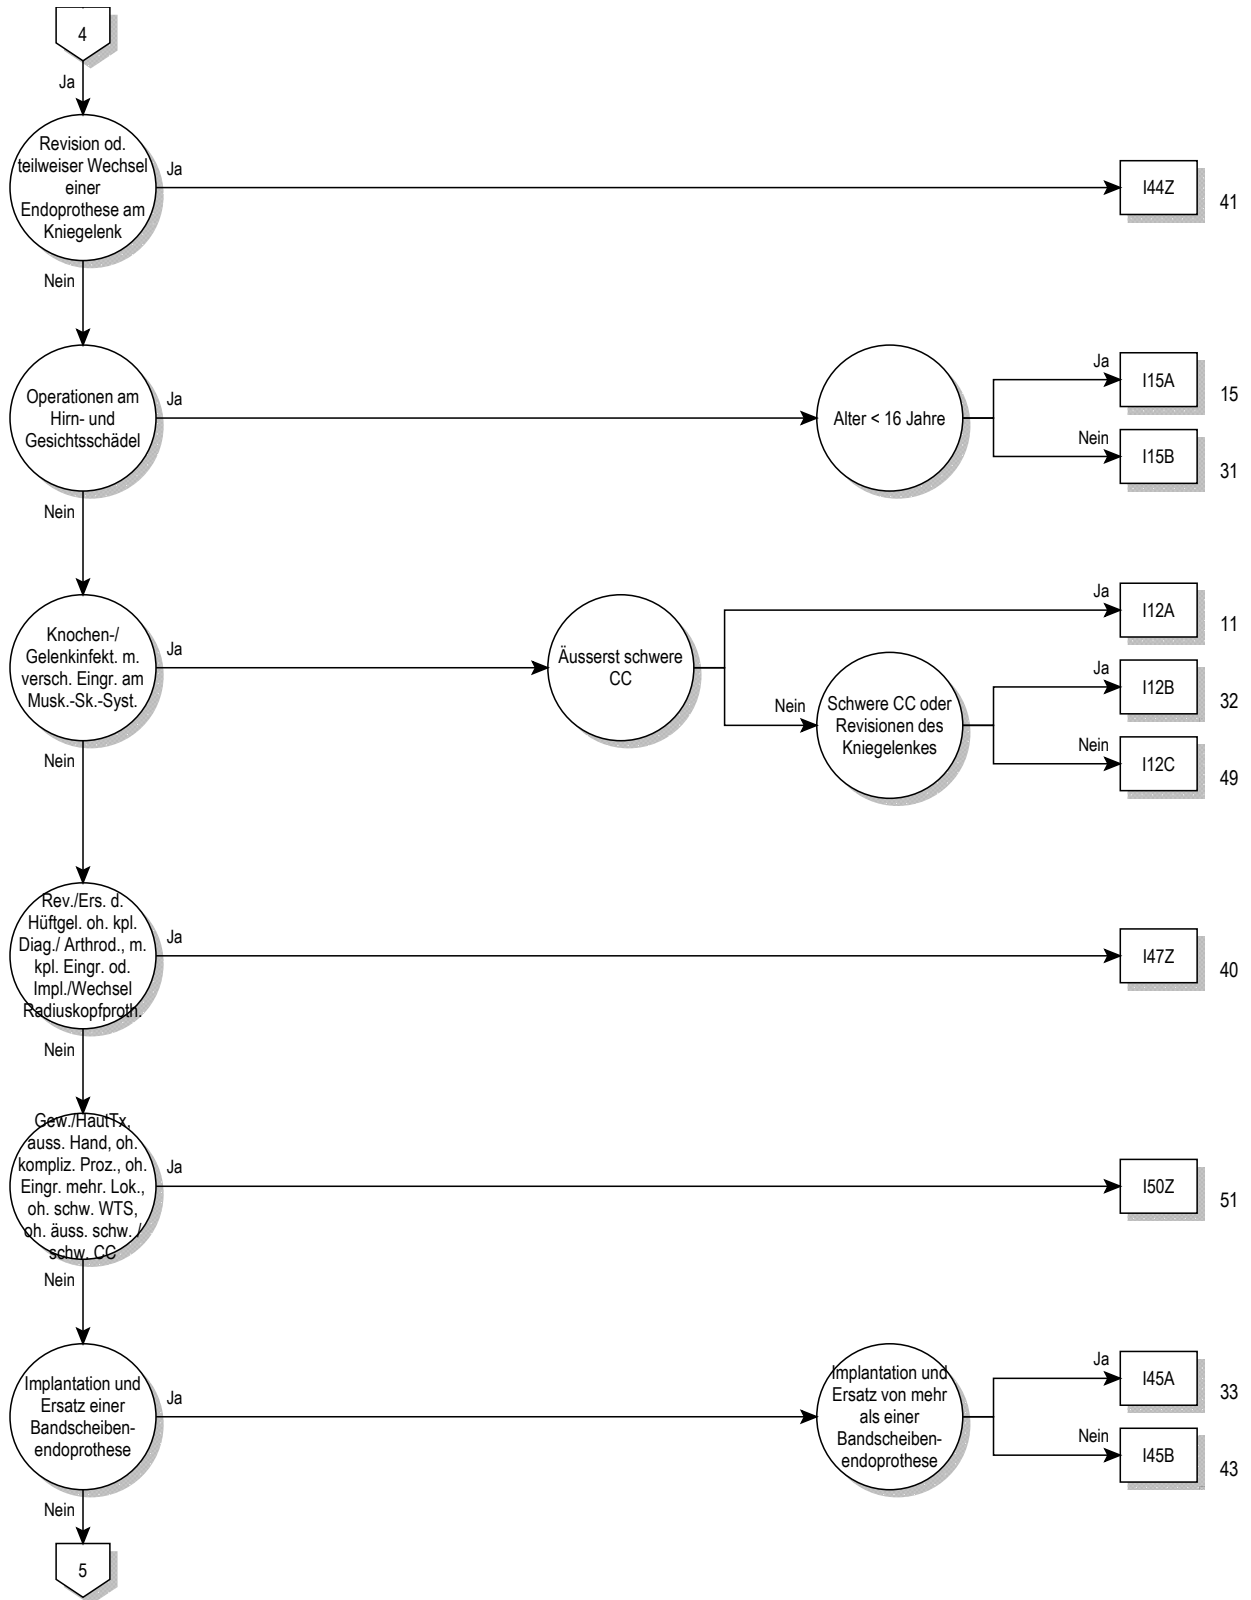 4
Ja
Revision od.
teilweiser Wechsel
einer
Endoprothese am
Kniegelenk
Ja
I44Z
41
Nein
Operationen am
Hirn- und
Gesichtsschädel
Ja
Alter < 16 Jahre
Ja
I15A
15
Nein
I15B
31
Nein
Knochen-/
Gelenkinfekt. m.
versch. Eingr. am
Musk.-Sk.-Syst.
Ja
Äusserst schwere
CC
Ja
I12A
11
Nein
Schwere CC oder
Revisionen des
Kniegelenkes
Ja
I12B
32
Nein
I12C
49
Nein
Rev./Ers. d.
Hüftgel. oh. kpl.
Diag./ Arthrod., m.
kpl. Eingr. od.
Impl./Wechsel
Radiuskopfproth.
Ja
I47Z
40
Nein
Gew./HautTx,
auss. Hand, oh.
kompliz. Proz., oh.
Eingr. mehr. Lok.,
oh. schw. WTS,
oh. äuss. schw. /
schw. CC
Ja
I50Z
51
Nein
Implantation und
Ersatz einer
Bandscheiben-
endoprothese
Ja
Implantation und
Ersatz von mehr
als einer
Bandscheiben-
endoprothese
Ja
I45A
33
Nein
I45B
43
Nein
5